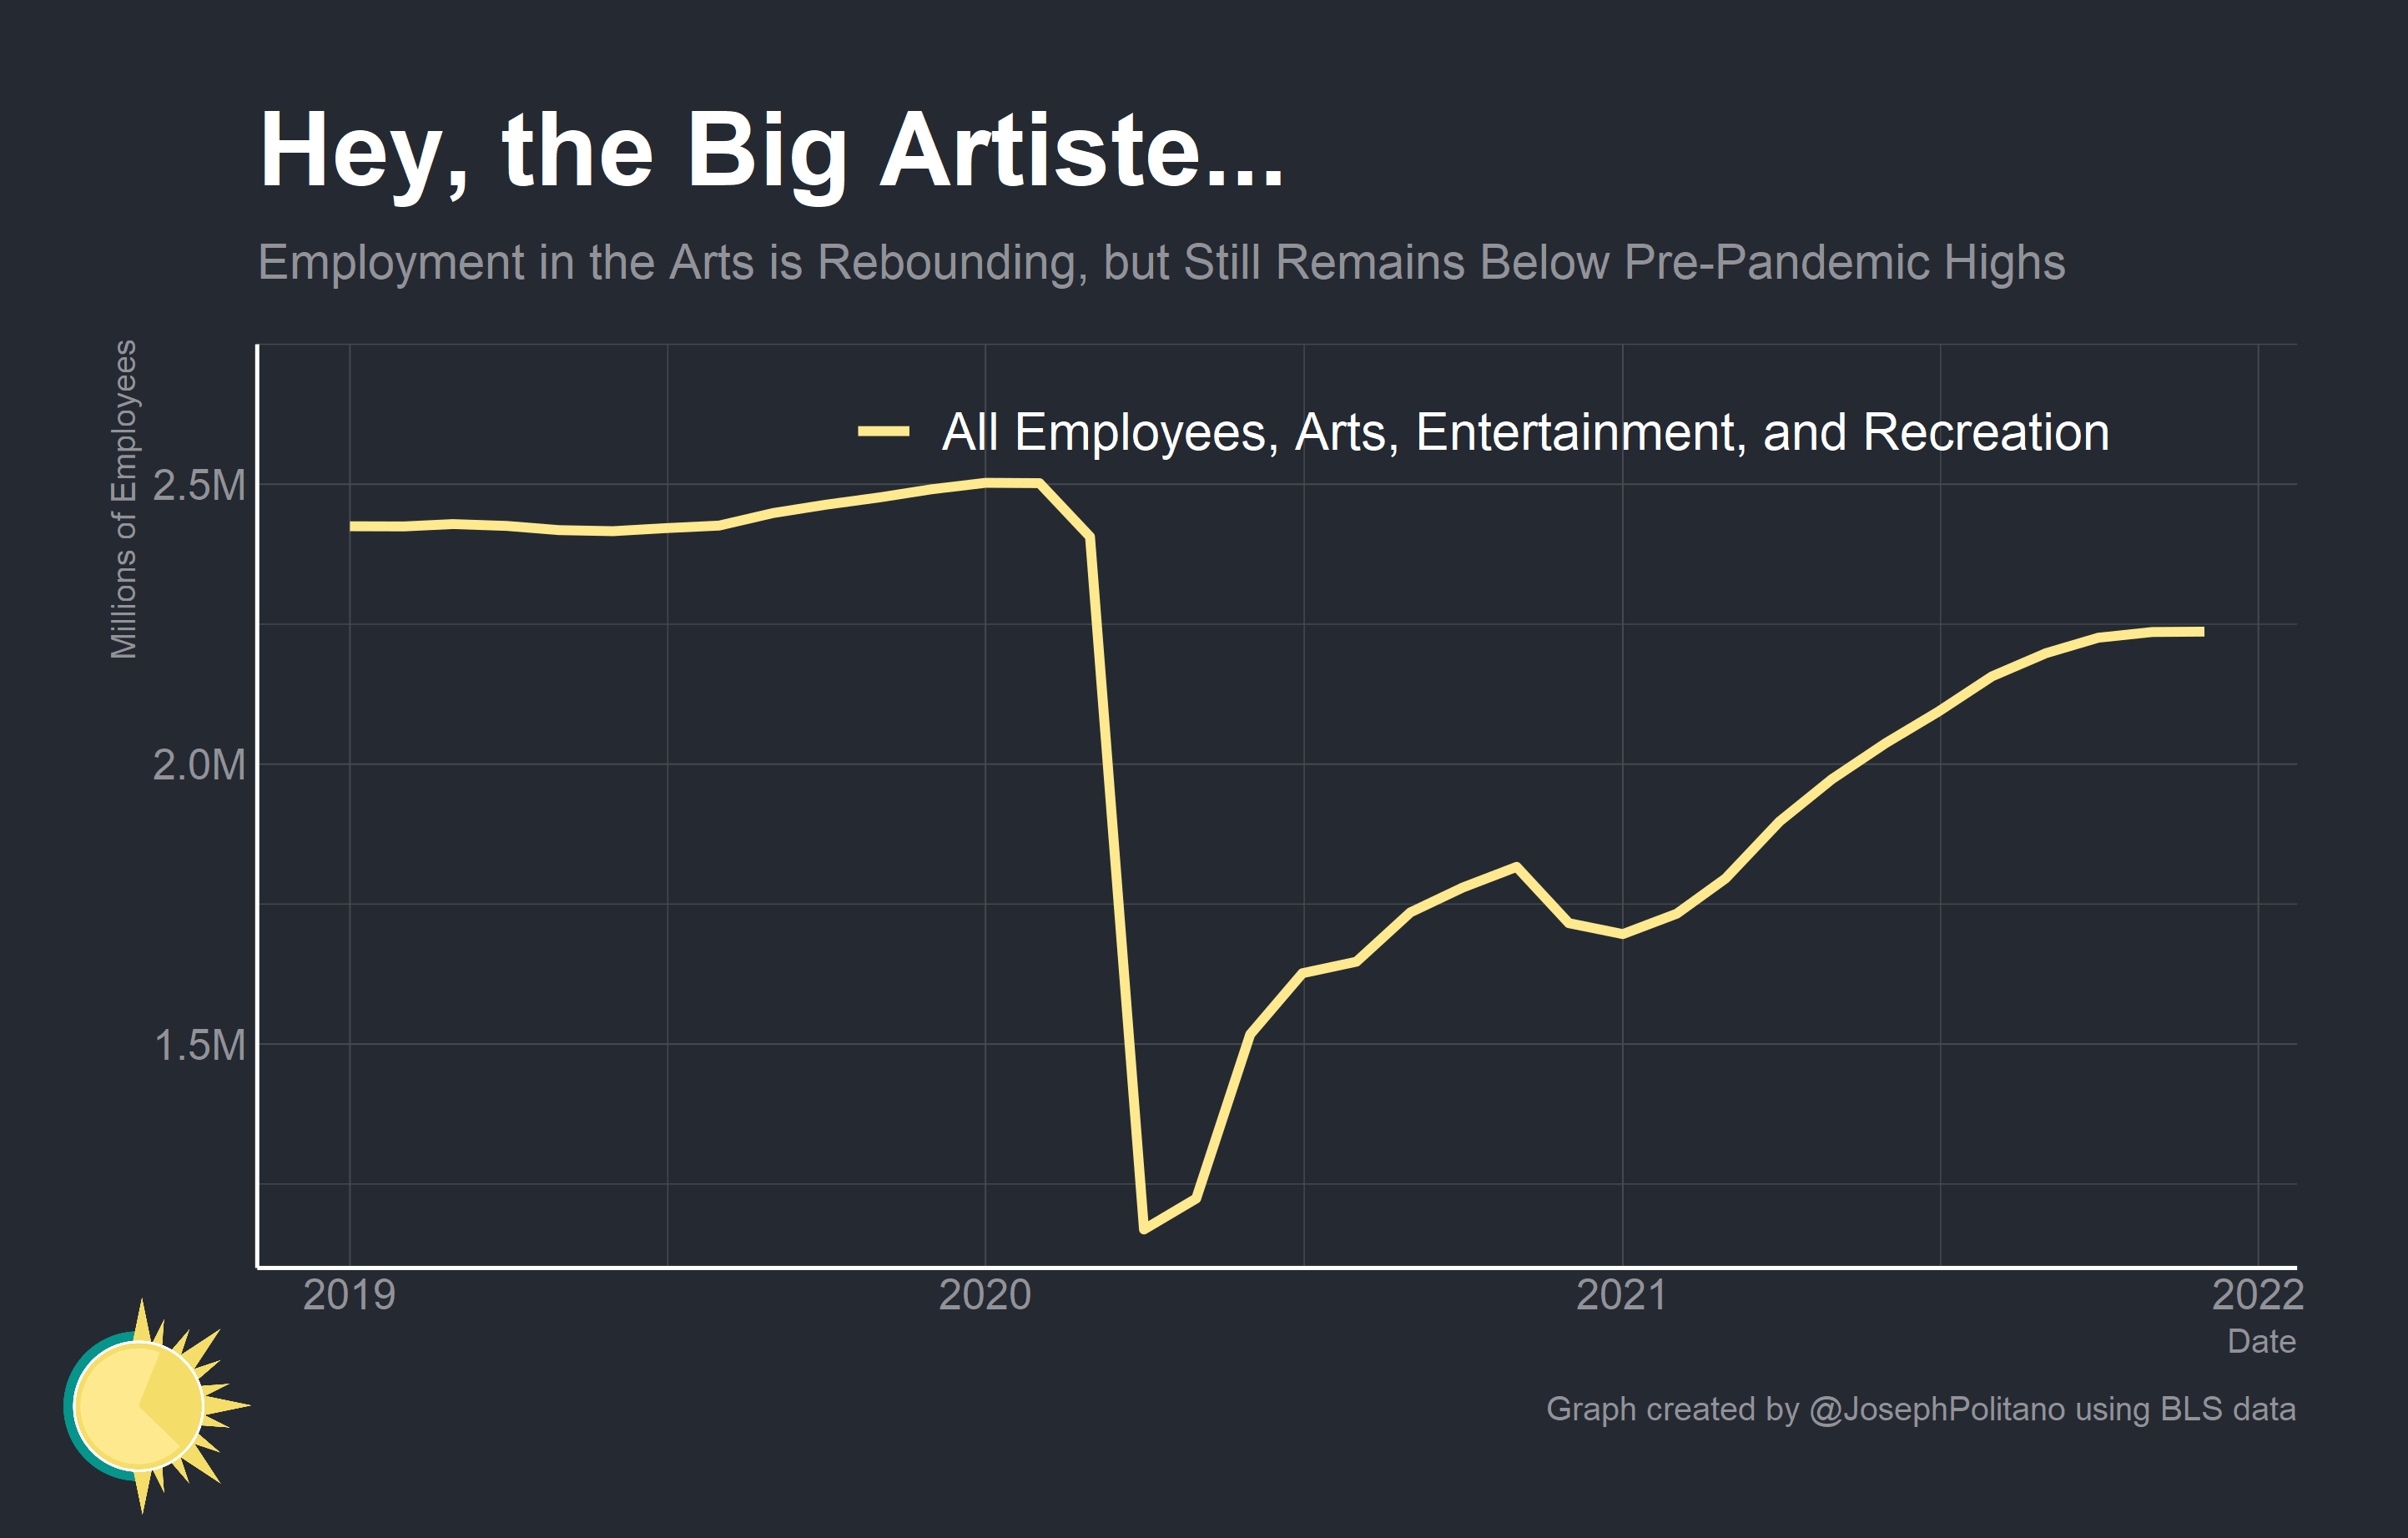 Hey, the Big Artiste...
Employment in the Arts is Rebounding, but Still Remains Below Pre-Pandemic Highs
Millions of Employees
All Employees, Arts, Entertainment, and Recreation
2.5M
2.0M
1.5M
2019 2020 2021 2022
Date
Graph created by @JosephPolitano using BLS data